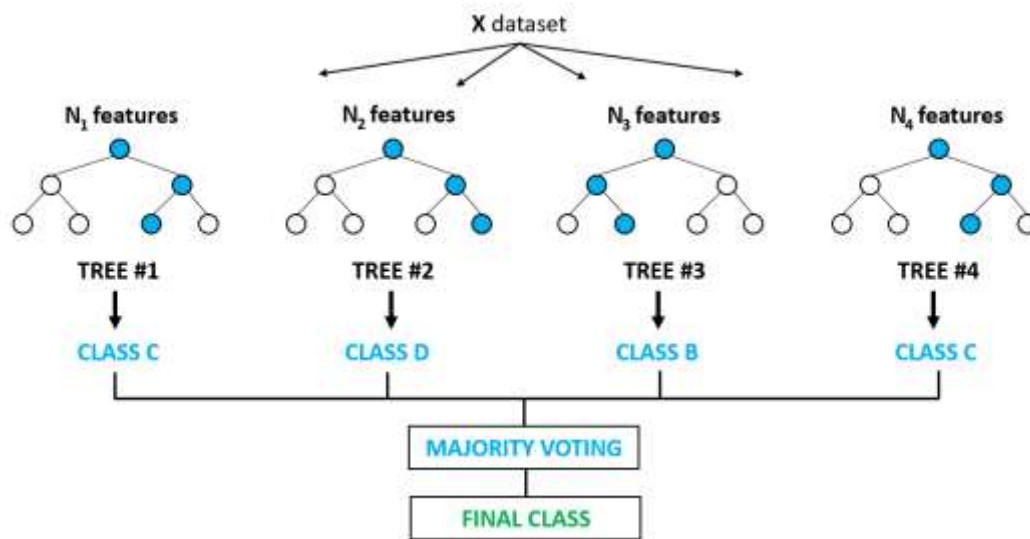 X dataset
N₁ features
N₂ features
N₃ features
N₄ features
TREE #1
TREE #2
TREE #3
TREE #4
CLASS C
CLASS D
CLASS B
CLASS C
MAJORITY VOTING
FINAL CLASS